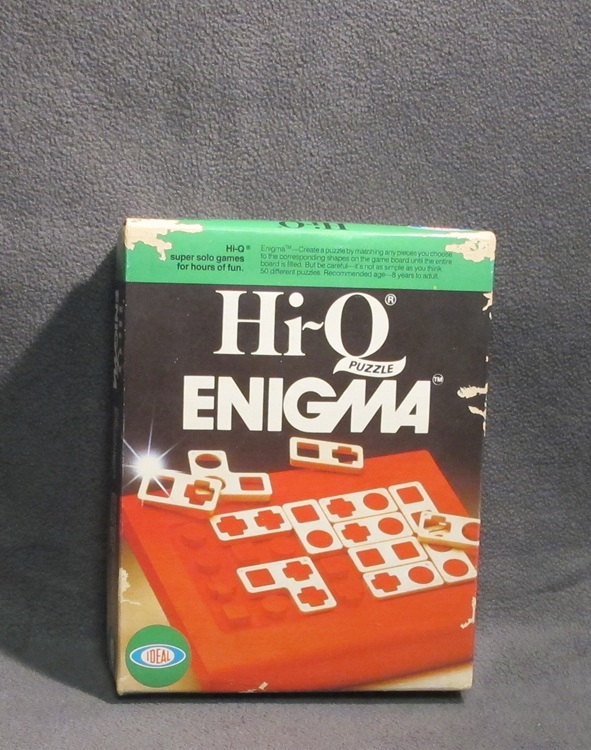 Hi-Q
Hi-Q®
super solo games
for hours of fun.
Enigma™—Create a puzzle by matching any pieces you choose
to the corresponding shapes on the game board until the entire
board is filled. But be careful—it's not as simple as you think.
50 different puzzles. Recommended age—8 years to adult.
Hi-Q®
PUZZLE
ENIGMA™
IDEAL